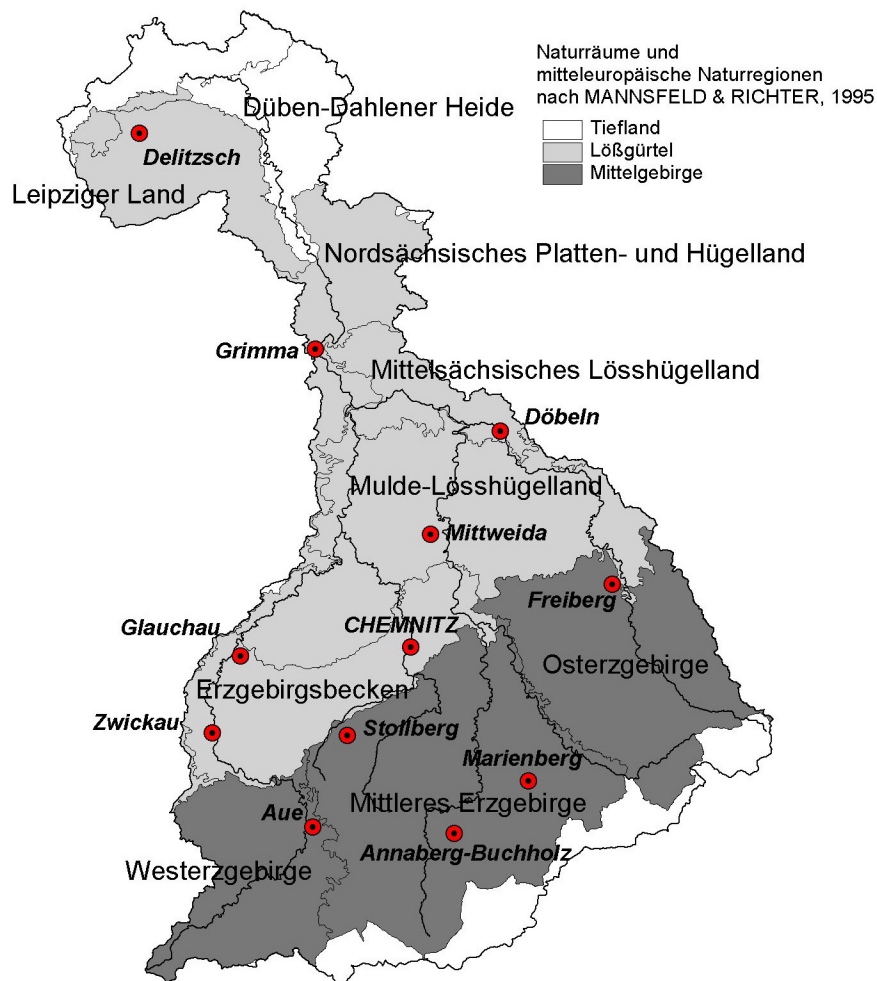 Naturräume und
mitteleuropäische Naturregionen
nach MANNSFELD & RICHTER, 1995
Tiefland
Lößgürtel
Mittelgebirge
Düben-Dahlener Heide
Delitzsch
Leipziger Land
Nordsächsisches Platten- und Hügelland
Grimma
Mittelsächsisches Lösshügelland
Döbeln
Mulde-Lösshügelland
Mittweida
Freiberg
Glauchau
CHEMNITZ
Osterzgebirge
Erzgebirgsbecken
Zwickau
Stollberg
Marienberg
Mittleres Erzgebirge
Aue
Annaberg-Buchholz
Westerzgebirge